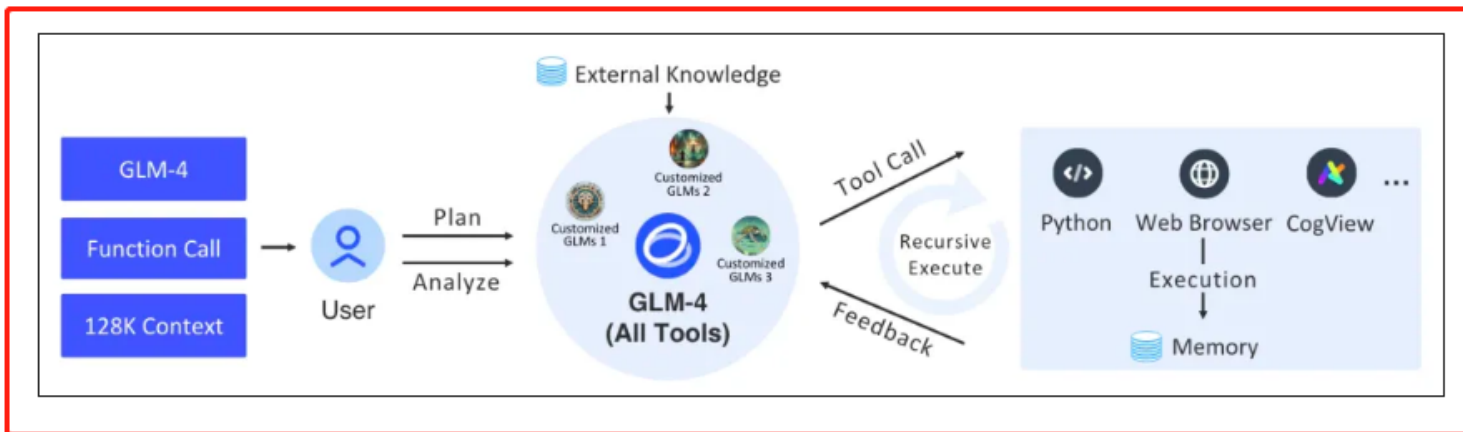 External Knowledge
GLM-4
Function Call
128K Context
User
Plan
Analyze
Customized
GLMs 1
Customized
GLMs 2
Customized
GLMs 3
GLM-4
(All Tools)
Tool Call
Recursive
Execute
Feedback
Python
Web Browser
CogView
...
Execution
Memory